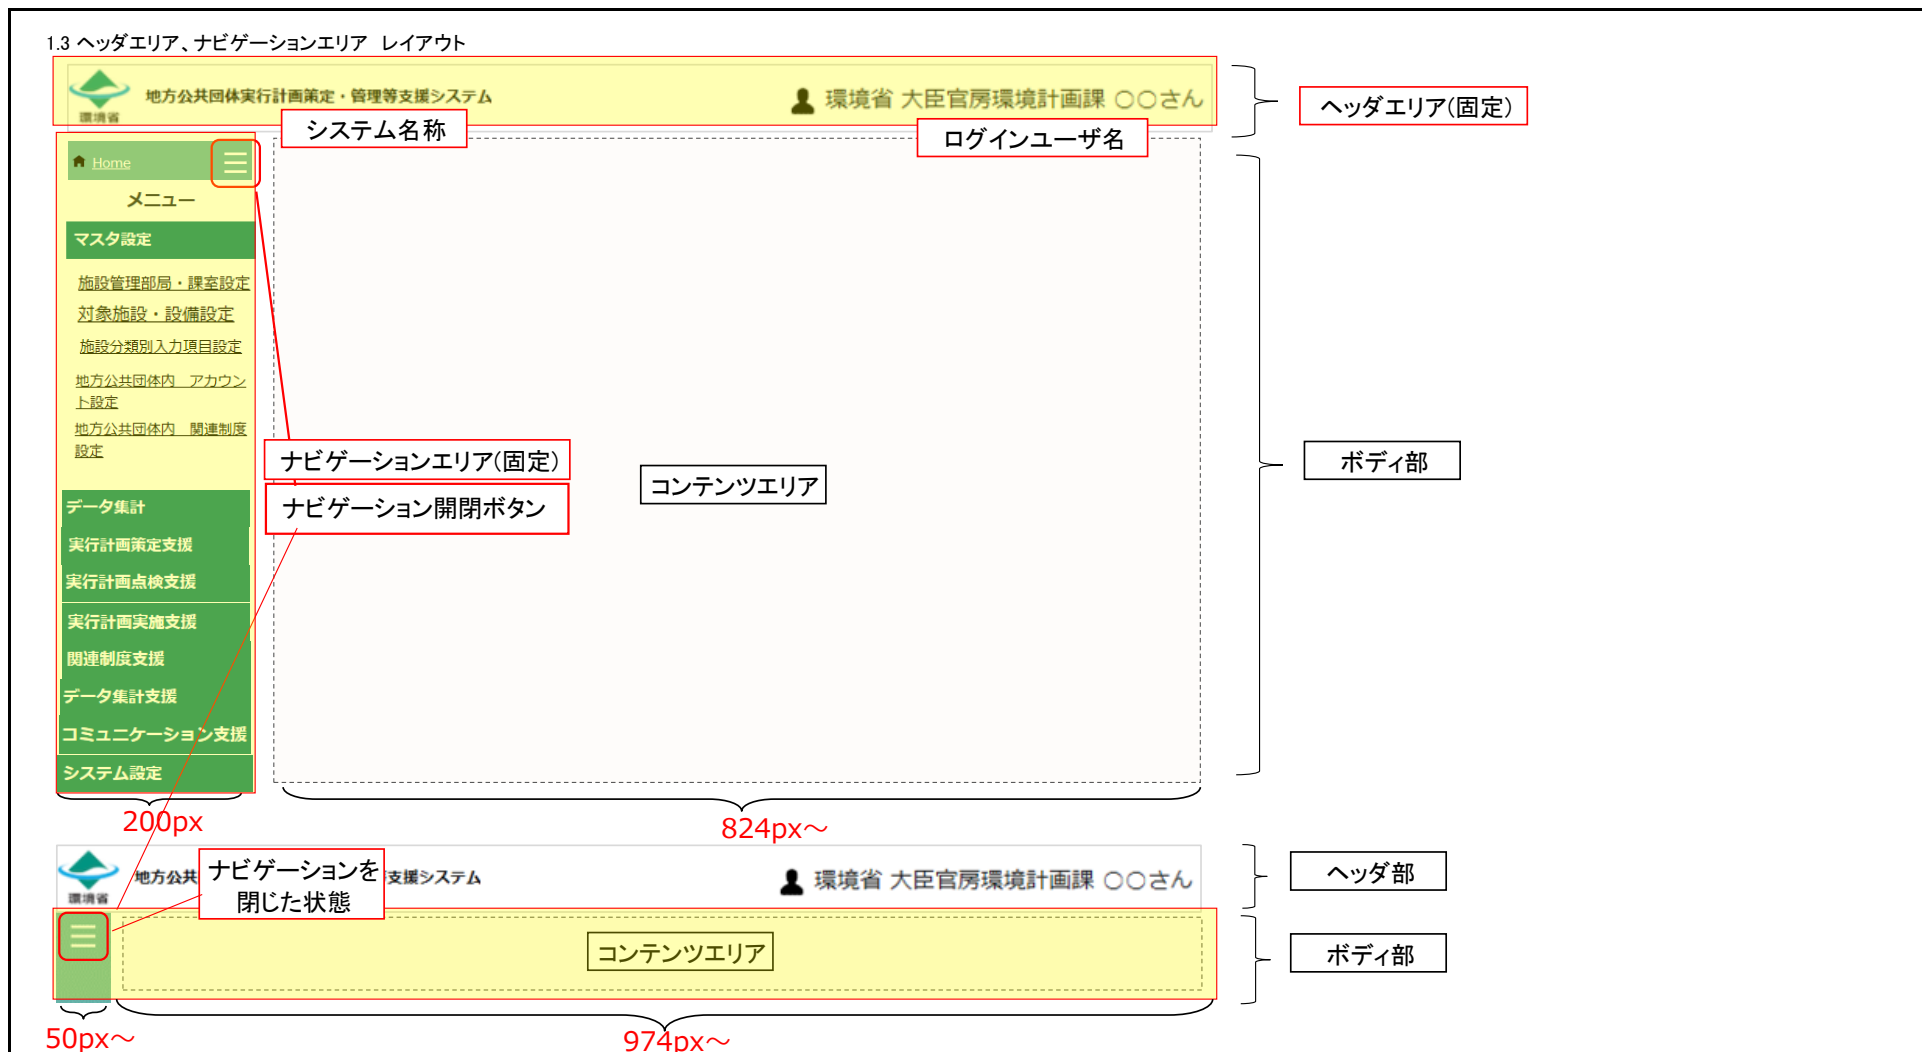 1.3 ヘッダエリア、ナビゲーションエリア　レイアウト
環境省
地方公共団体実行計画策定・管理等支援システム
環境省 大臣官房環境計画課 〇〇さん
ヘッダエリア(固定)
システム名称
ログインユーザ名
Home
メニュー
マスタ設定
施設管理部局・課室設定
対象施設・設備設定
施設分類別入力項目設定
地方公共団体内　アカウン
ト設定
地方公共団体内　関連制度
設定
ナビゲーションエリア(固定)
ナビゲーション開閉ボタン
コンテンツエリア
ボディ部
データ集計
実行計画策定支援
実行計画点検支援
実行計画実施支援
関連制度支援
データ集計支援
コミュニケーション支援
システム設定
200px
824px～
環境省
地方公共
支援システム
ナビゲーションを
閉じた状態
環境省 大臣官房環境計画課 〇〇さん
ヘッダ部
コンテンツエリア
ボディ部
50px～
974px～